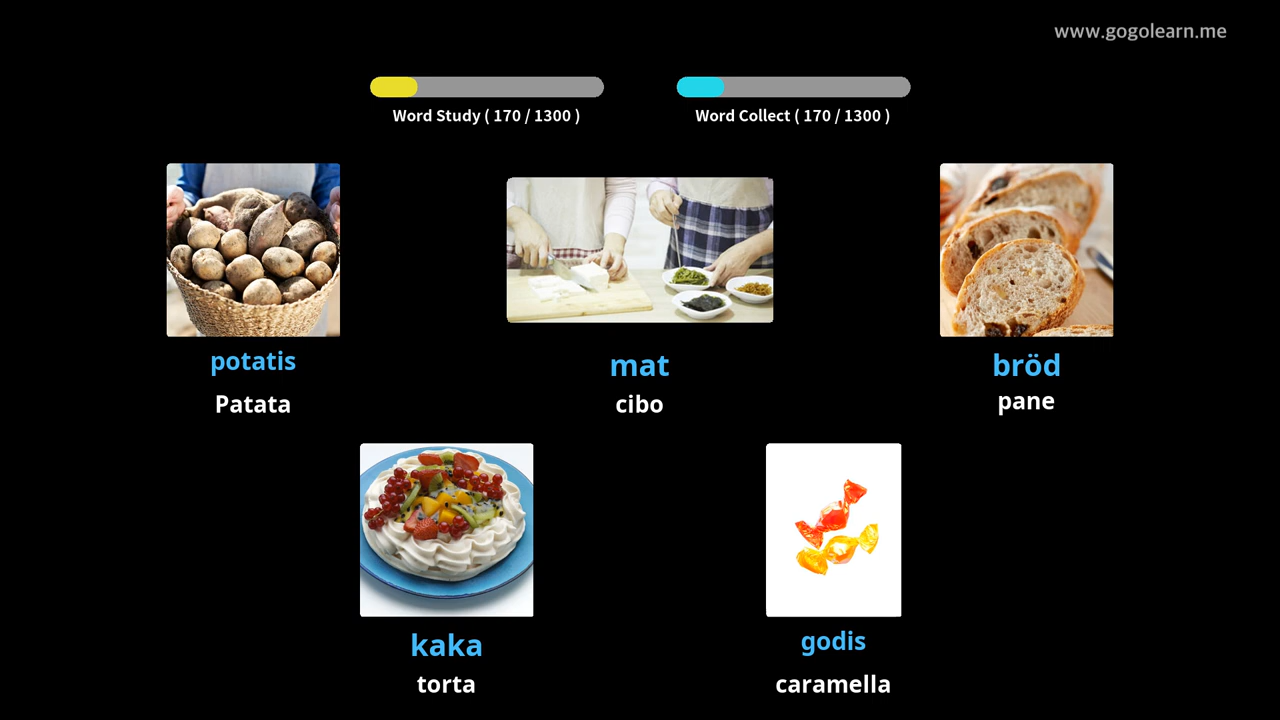 www.gogolearn.me
Word Study ( 170 / 1300 )
Word Collect ( 170 / 1300 )
potatis
Patata
mat
cibo
bröd
pane
kaka
torta
godis
caramella